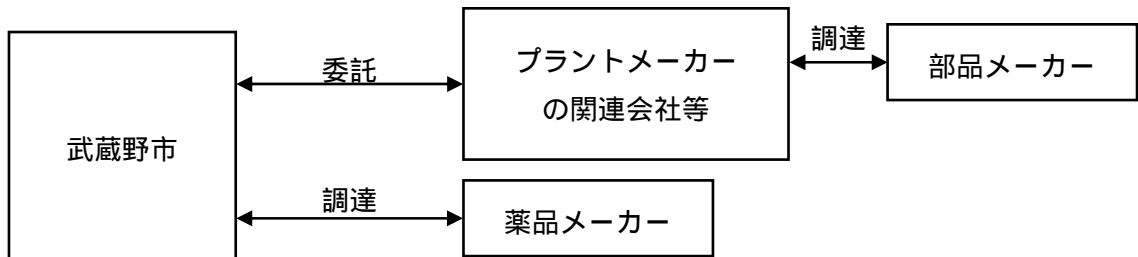 武蔵野市
委託
プラントメーカー
の関連会社等
調達
部品メーカー
調達
薬品メーカー